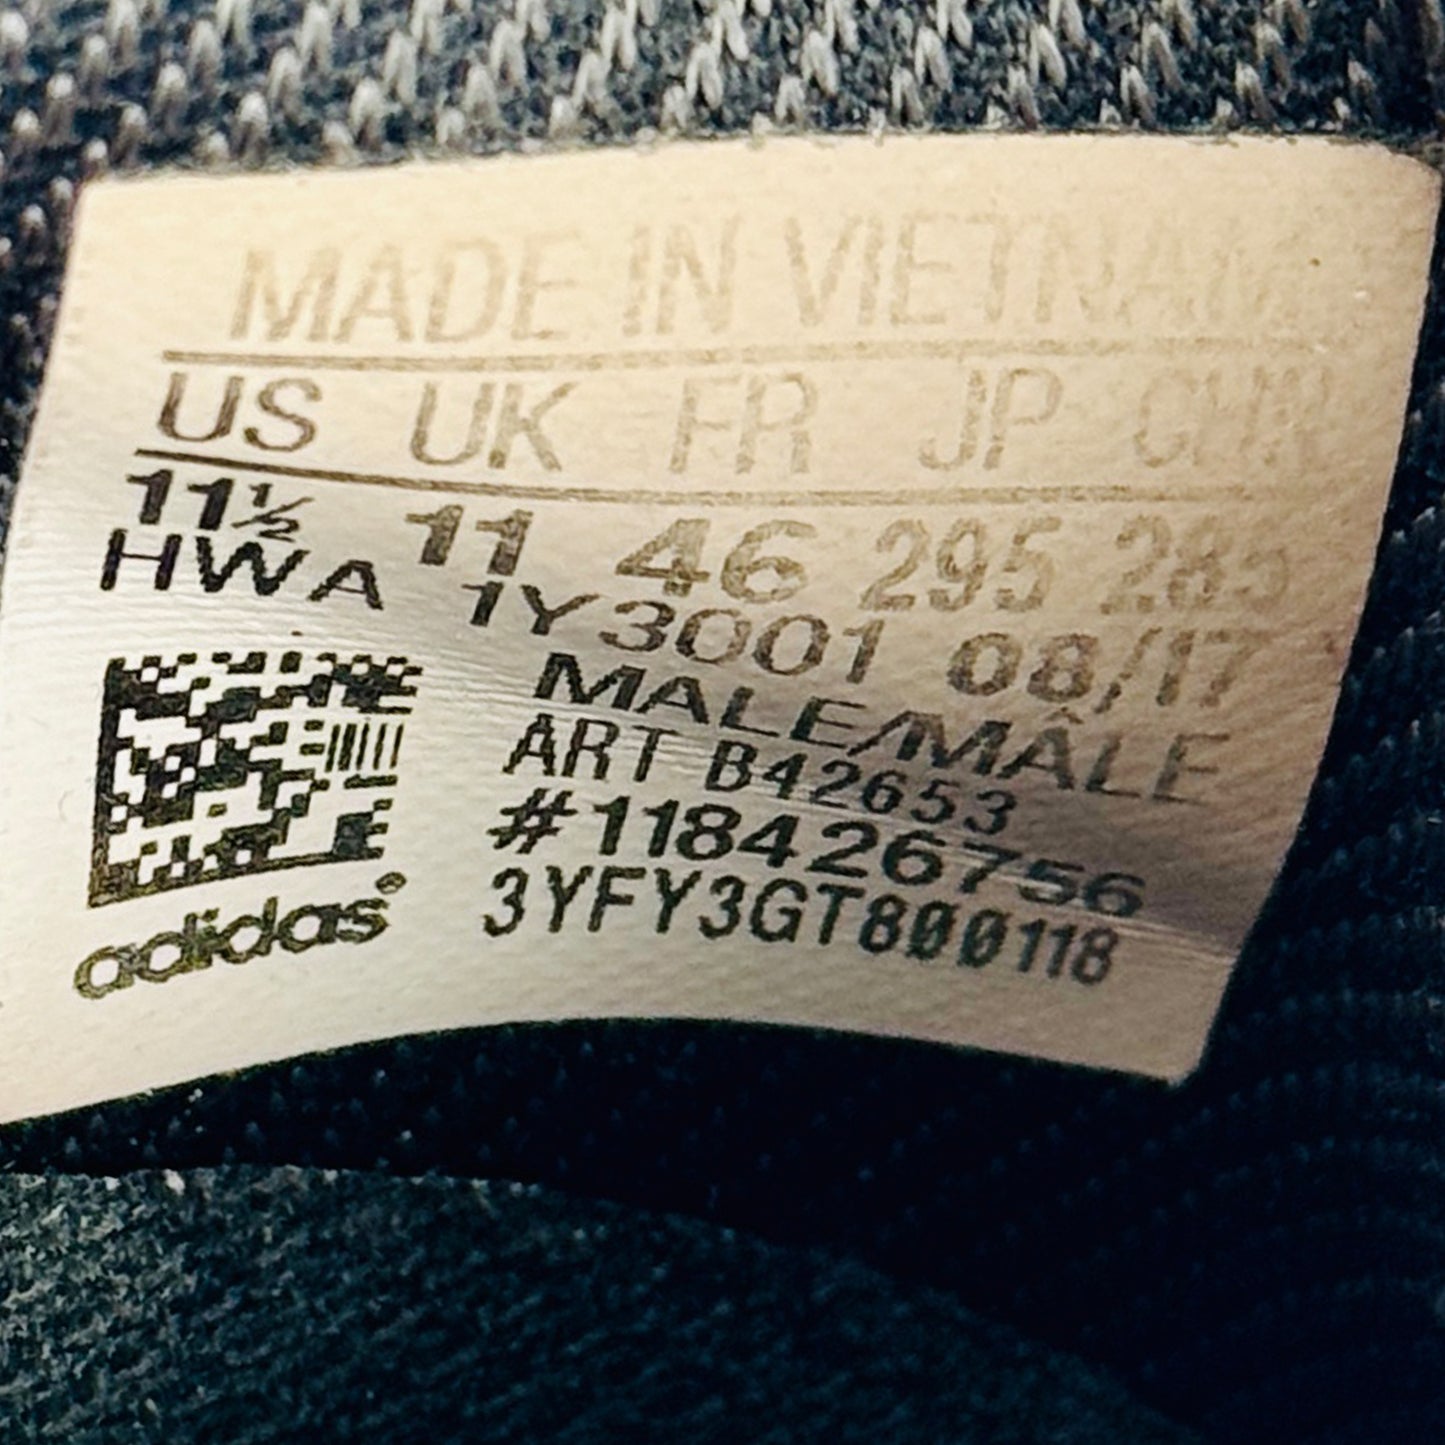 MADE IN VIETNAM
US UK FR JP CHN
11½ 11 46 295 285
HWA 1Y3001 08/17
MALE/MÂLE
ART B42653
#118426756
3YFY3GT800118
adidas®